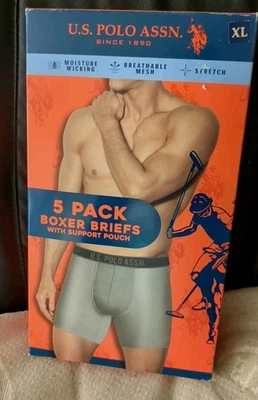 U.S. POLO ASSN.
SINCE 1890
XL
MOISTURE WICKING
BREATHABLE MESH
STRETCH
5 PACK
BOXER BRIEFS
WITH SUPPORT POUCH
U.S. POLO ASSN.